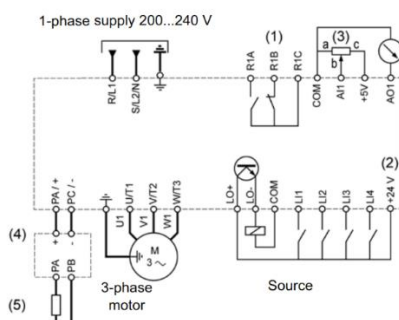 1-phase supply 200...240 V
(1)
(3)
a
c
b
R/L1
S/L2/N
R1A
R1B
R1C
COM
AI1
+5V
AO1
(2)
PA / +
PC / -
U/T1
V/T2
W/T3
LO+
LO-
COM
LI1
LI2
LI3
LI4
+24 V
U1
V1
W1
(4)
+
-
M
3 ~
PA
PB
3-phase
motor
Source
(5)